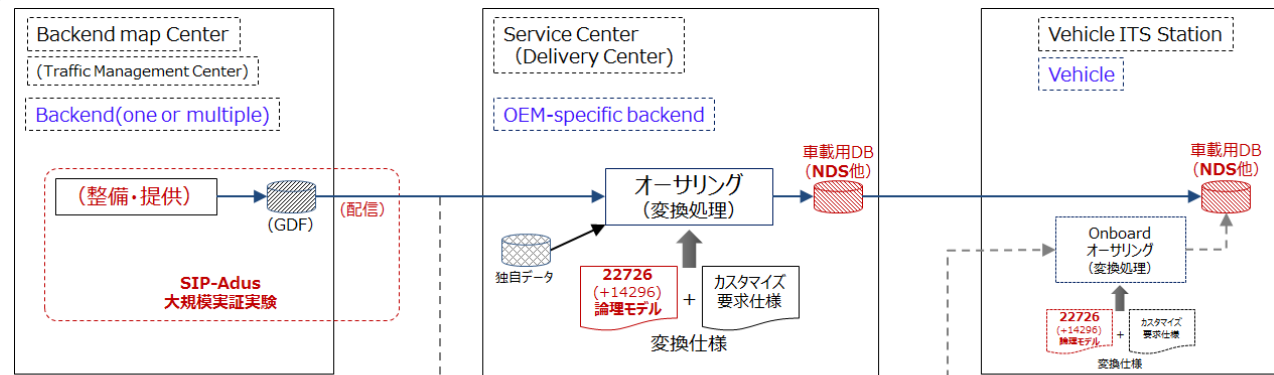 Backend map Center
(Traffic Management Center)
Backend(one or multiple)
(整備・提供)
(GDF)
(配信)
SIP-Adus
大規模実証実験
Service Center
(Delivery Center)
OEM-specific backend
オーサリング
(変換処理)
車載用DB
(NDS他)
独自データ
22726
(+14296)
論理モデル
+
カスタマイズ
要求仕様
変換仕様
Vehicle ITS Station
Vehicle
車載用DB
(NDS他)
Onboard
オーサリング
(変換処理)
22726
(+14296)
論理モデル
+
カスタマイズ
要求仕様
変換仕様